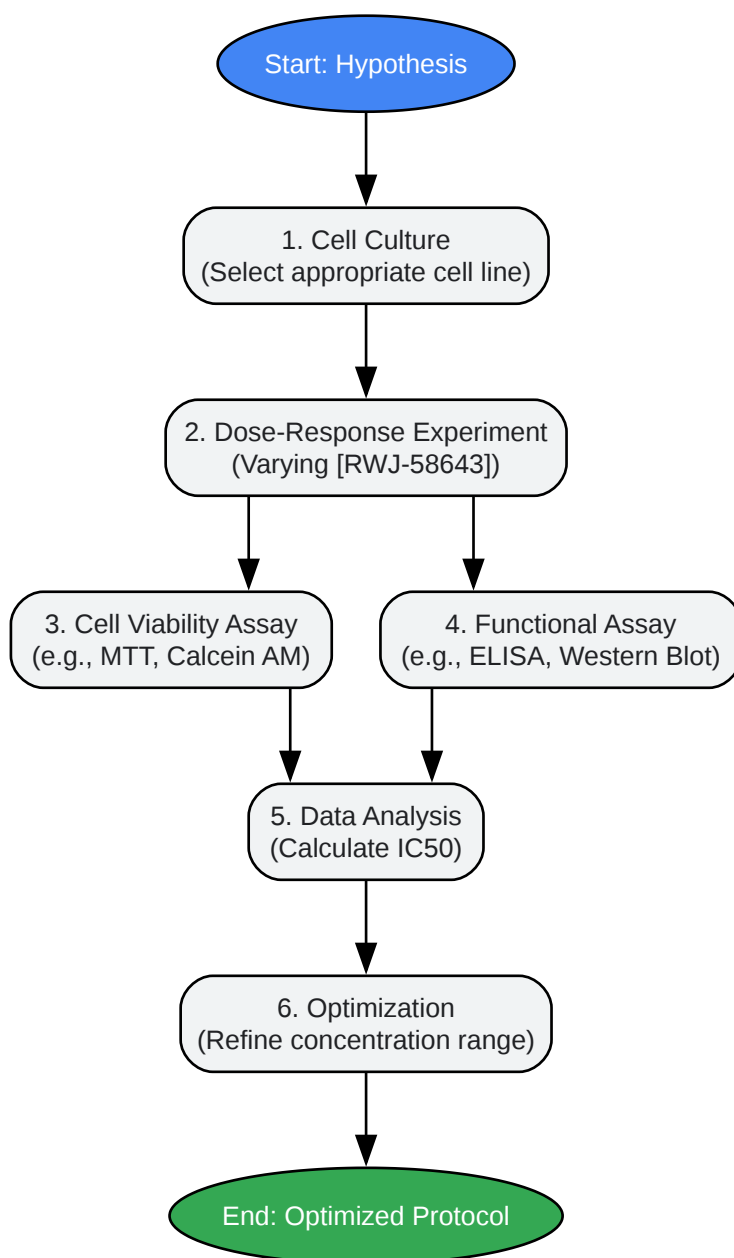 Start: Hypothesis
1. Cell Culture
(Select appropriate cell line)
2. Dose-Response Experiment
(Varying [RWJ-58643])
3. Cell Viability Assay
(e.g., MTT, Calcein AM)
4. Functional Assay
(e.g., ELISA, Western Blot)
5. Data Analysis
(Calculate IC50)
6. Optimization
(Refine concentration range)
End: Optimized Protocol